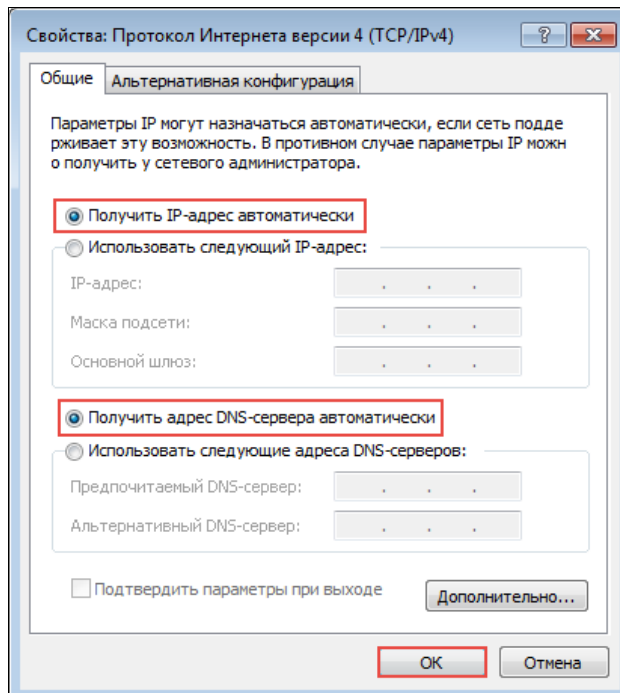 Свойства: Протокол Интернета версии 4 (TCP/IPv4)
Общие
Альтернативная конфигурация
Параметры IP могут назначаться автоматически, если сеть подде
рживает эту возможность. В противном случае параметры IP можн
о получить у сетевого администратора.
Получить IP-адрес автоматически
Использовать следующий IP-адрес:
IP-адрес:
Маска подсети:
Основной шлюз:
Получить адрес DNS-сервера автоматически
Использовать следующие адреса DNS-серверов:
Предпочитаемый DNS-сервер:
Альтернативный DNS-сервер:
Подтвердить параметры при выходе
Дополнительно...
ОК
Отмена